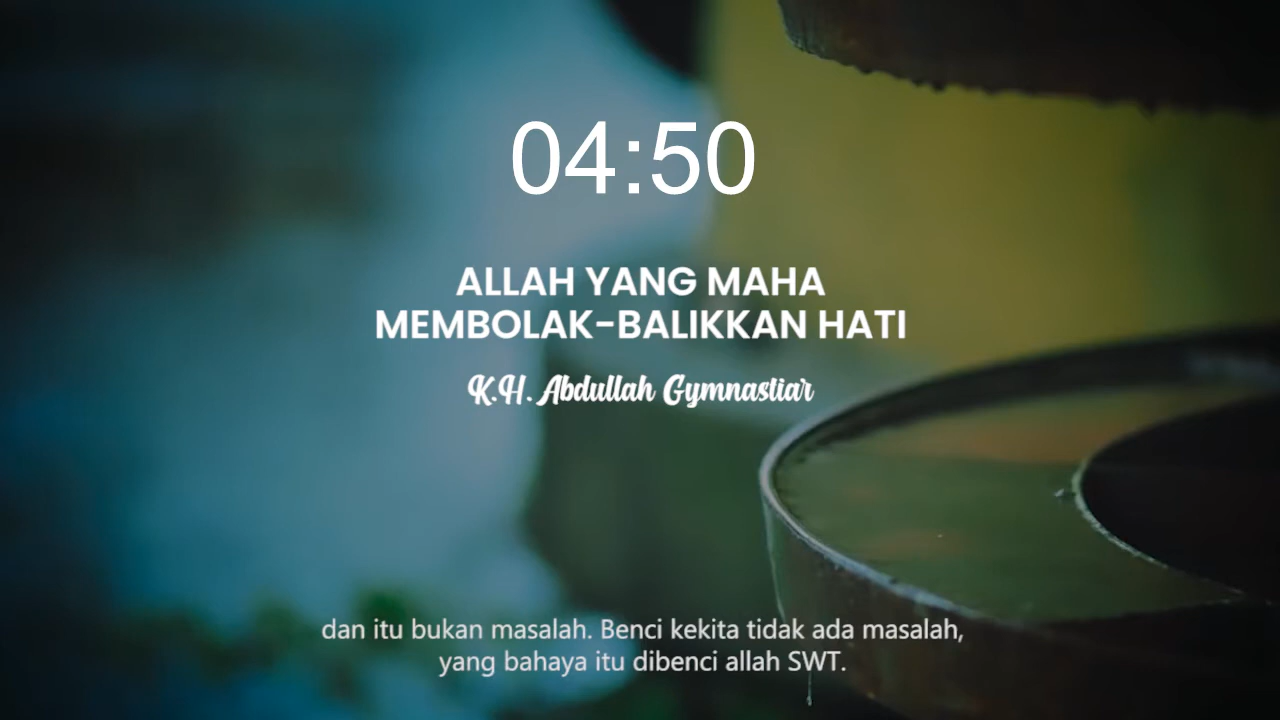 04:50
ALLAH YANG MAHA
MEMBOLAK-BALIKKAN HATI
K.H. Abdullah Gymnastiar
dan itu bukan masalah. Benci kekita tidak ada masalah,
yang bahaya itu dibenci allah SWT.